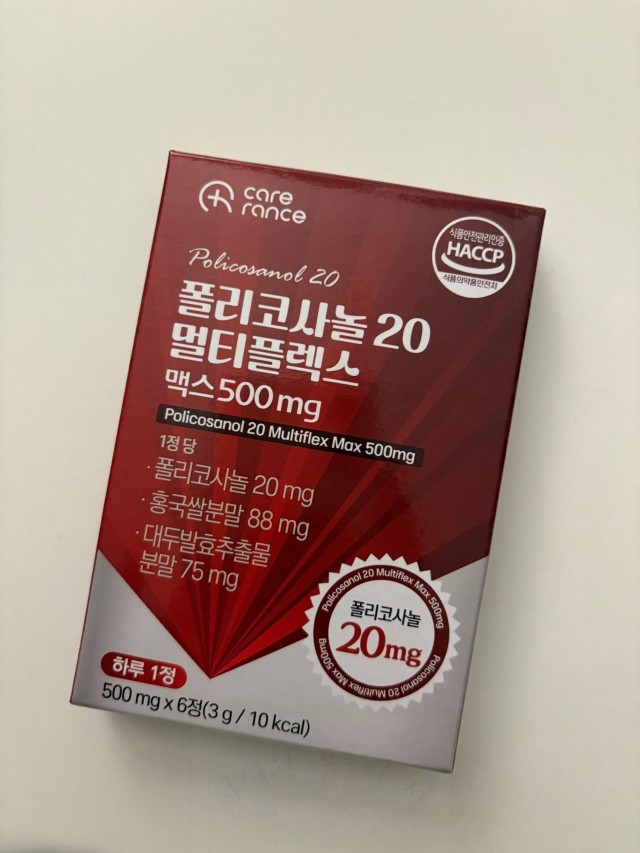 care
rance
식품안전관리인증
HACCP
식품의약품안전처
Policosanol 20
폴리코사놀 20
멀티플렉스
맥스 500 mg
Policosanol 20 Multiflex Max 500mg
1정 당
· 폴리코사놀 20 mg
· 홍국쌀분말 88 mg
· 대두발효추출물
분말 75 mg
Policosanol 20 Multiflex Max 500mg
폴리코사놀
20mg
Policosanol 20 Multiflex Max 500mg
하루 1정
500 mg x 6정(3 g / 10 kcal)